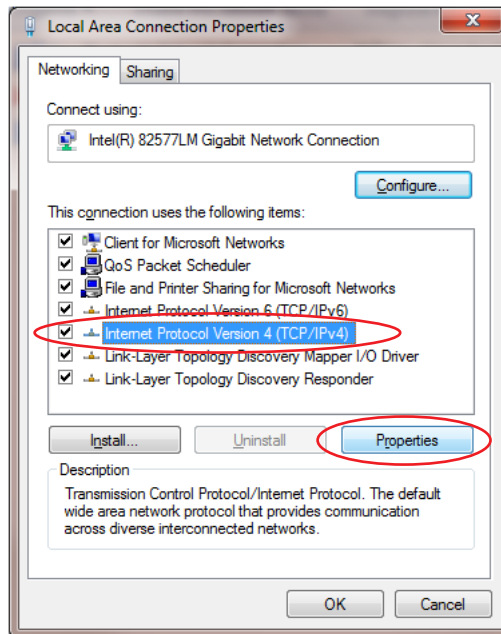 Local Area Connection Properties
Networking
Sharing
Connect using:
Intel(R) 82577LM Gigabit Network Connection
Configure...
This connection uses the following items:
Client for Microsoft Networks
QoS Packet Scheduler
File and Printer Sharing for Microsoft Networks
Internet Protocol Version 6 (TCP/IPv6)
Internet Protocol Version 4 (TCP/IPv4)
Link-Layer Topology Discovery Mapper I/O Driver
Link-Layer Topology Discovery Responder
Install...
Uninstall
Properties
Description
Transmission Control Protocol/Internet Protocol. The default
wide area network protocol that provides communication
across diverse interconnected networks.
OK
Cancel